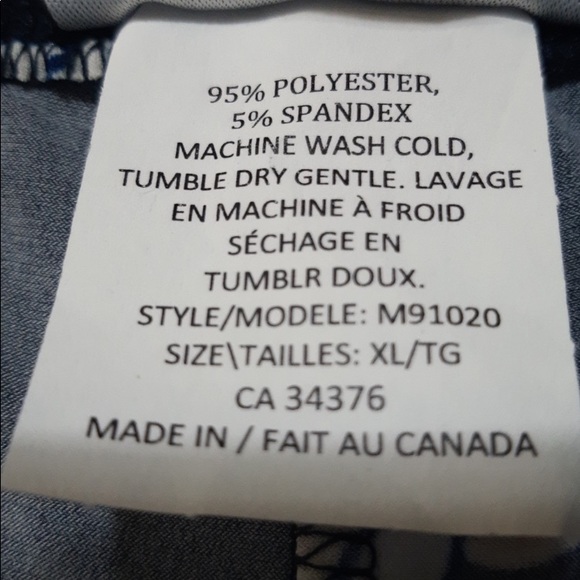 95% POLYESTER,
5% SPANDEX
MACHINE WASH COLD,
TUMBLE DRY GENTLE. LAVAGE
EN MACHINE À FROID
SÉCHAGE EN
TUMBLR DOUX.
STYLE/MODELE: M91020
SIZE\TAILLES: XL/TG
CA 34376
MADE IN / FAIT AU CANADA